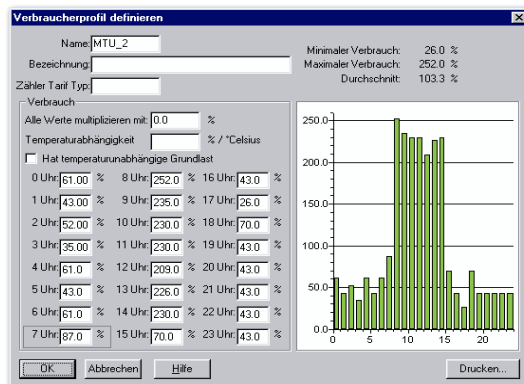 Verbraucherprofil definieren
Name: MTU_2
Bezeichnung:
Zähler Tarif Typ:
Minimaler Verbrauch: 26.0 %
Maximaler Verbrauch: 252.0 %
Durchschnitt: 103.3 %
Verbrauch
Alle Werte multiplizieren mit: 0.0 %
Temperaturabhängigkeit % / °Celsius
Hat temperaturunabhängige Grundlast
0 Uhr: 61.00 % 8 Uhr: 252.0 % 16 Uhr: 43.0 %
1 Uhr: 43.00 % 9 Uhr: 235.0 % 17 Uhr: 26.0 %
2 Uhr: 52.00 % 10 Uhr: 230.0 % 18 Uhr: 70.0 %
3 Uhr: 35.00 % 11 Uhr: 230.0 % 19 Uhr: 43.0 %
4 Uhr: 61.0 % 12 Uhr: 209.0 % 20 Uhr: 43.0 %
5 Uhr: 43.0 % 13 Uhr: 226.0 % 21 Uhr: 43.0 %
6 Uhr: 61.0 % 14 Uhr: 230.0 % 22 Uhr: 43.0 %
7 Uhr: 87.0 % 15 Uhr: 70.0 % 23 Uhr: 43.0 %
250.0
200.0
150.0
100.0
50.0
0.0
0 5 10 15 20
OK Abbrechen Hilfe Drucken...